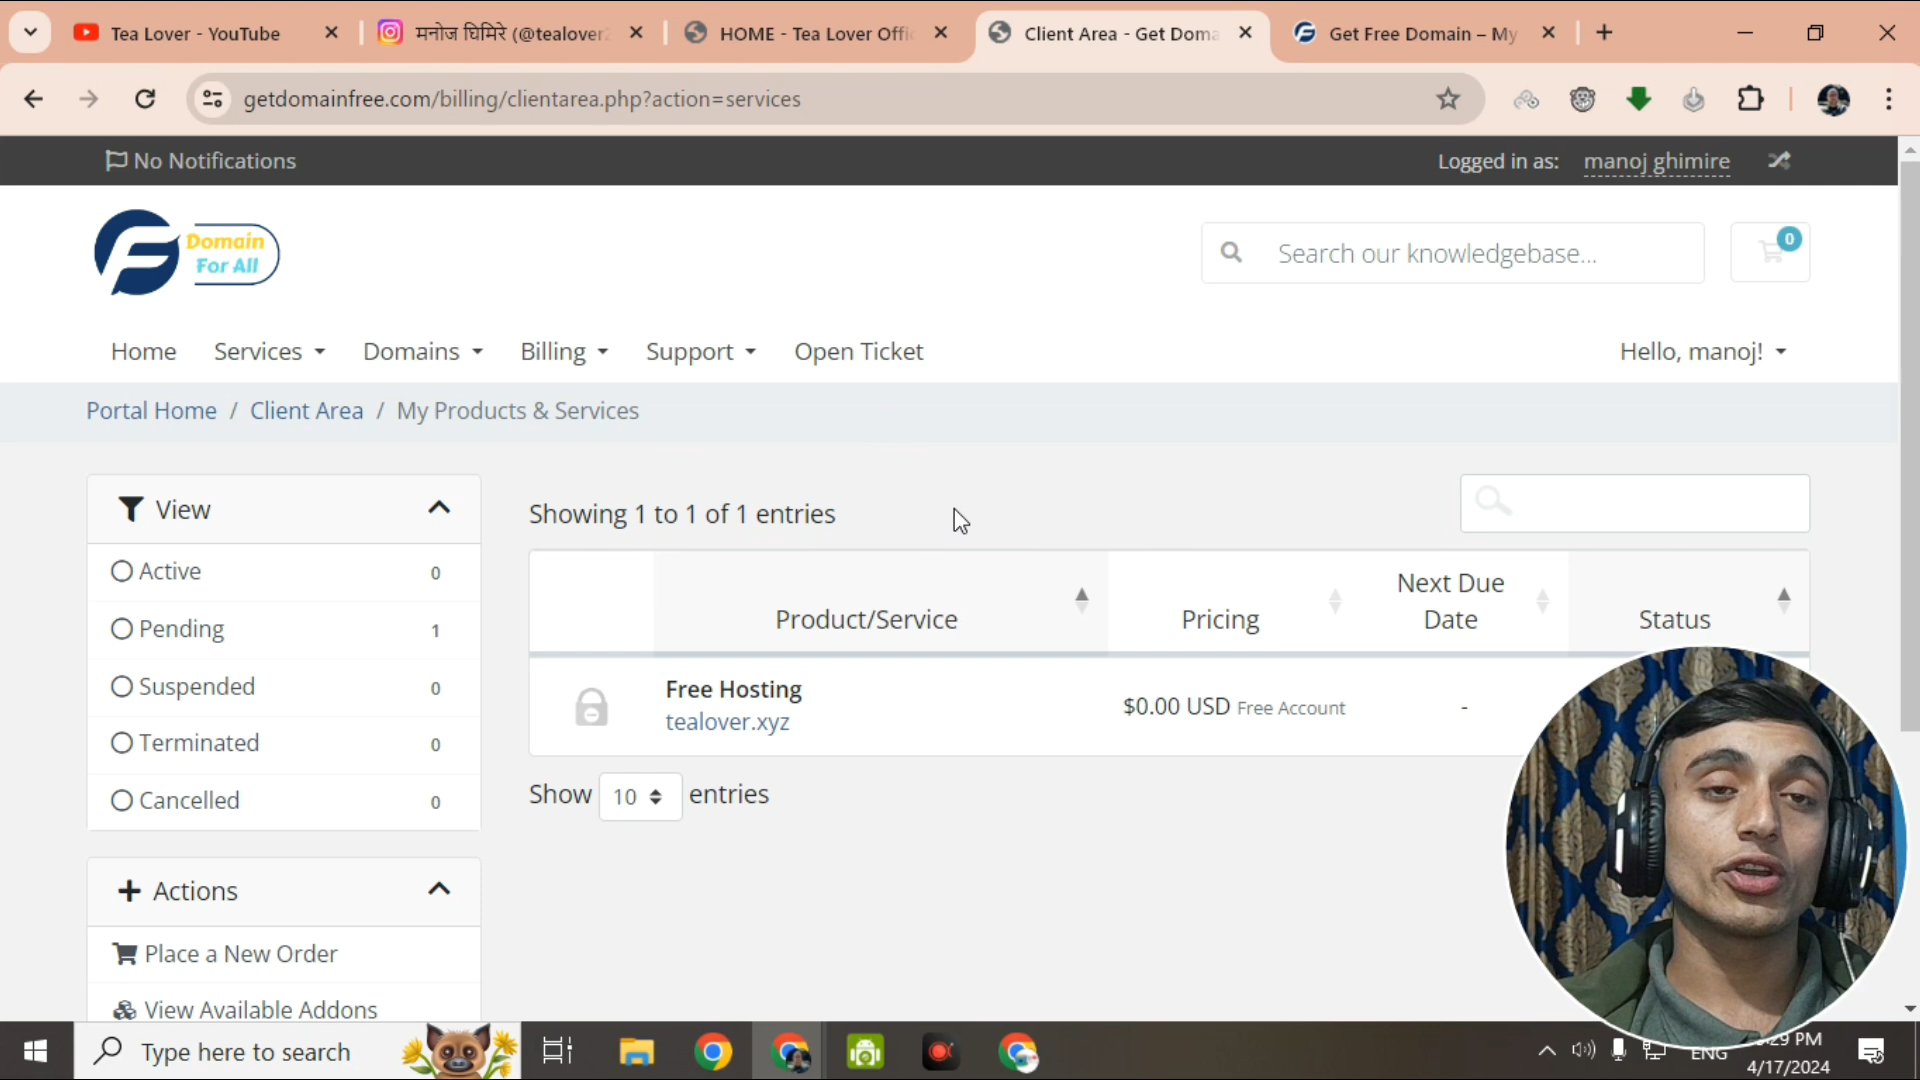 Tea Lover - YouTube
मनोज घिमिरे (@tealover2
HOME - Tea Lover Offi
Client Area - Get Doma
Get Free Domain – My
getdomainfree.com/billing/clientarea.php?action=services
No Notifications
Logged in as: manoj ghimire
Domain
For All
Search our knowledgebase...
0
Home
Services
Domains
Billing
Support
Open Ticket
Hello, manoj!
Portal Home / Client Area / My Products & Services
View
Active 0
Pending 1
Suspended 0
Terminated 0
Cancelled 0
Actions
Place a New Order
View Available Addons
Showing 1 to 1 of 1 entries
Product/Service
Pricing
Next Due
Date
Status
Free Hosting
tealover.xyz
$0.00 USD Free Account
-
Show 10 entries
Type here to search
ENG
:29 PM
4/17/2024